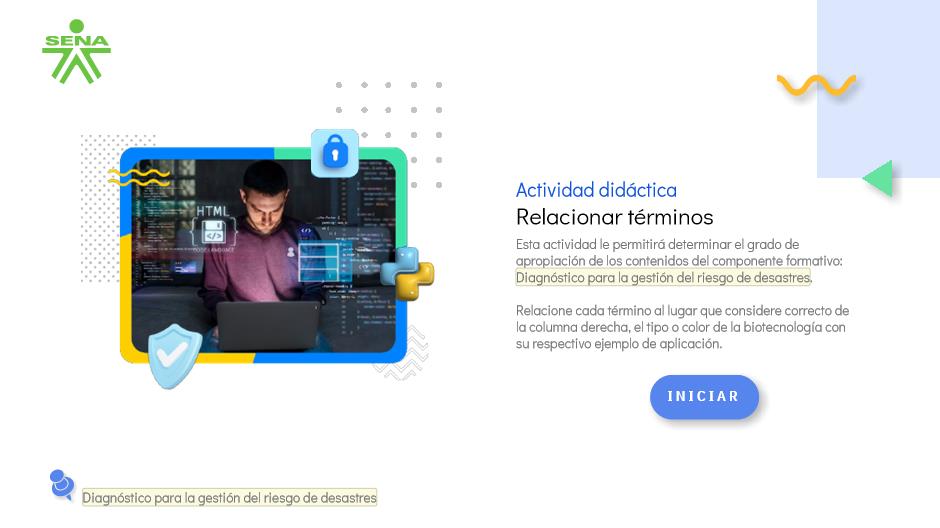 SENA
HTML
Actividad didáctica
Relacionar términos
Esta actividad le permitirá determinar el grado de
apropiación de los contenidos del componente formativo:
Diagnóstico para la gestión del riesgo de desastres.
Relacione cada término al lugar que considere correcto de
la columna derecha, el tipo o color de la biotecnología con
su respectivo ejemplo de aplicación.
INICIAR
Diagnóstico para la gestión del riesgo de desastres